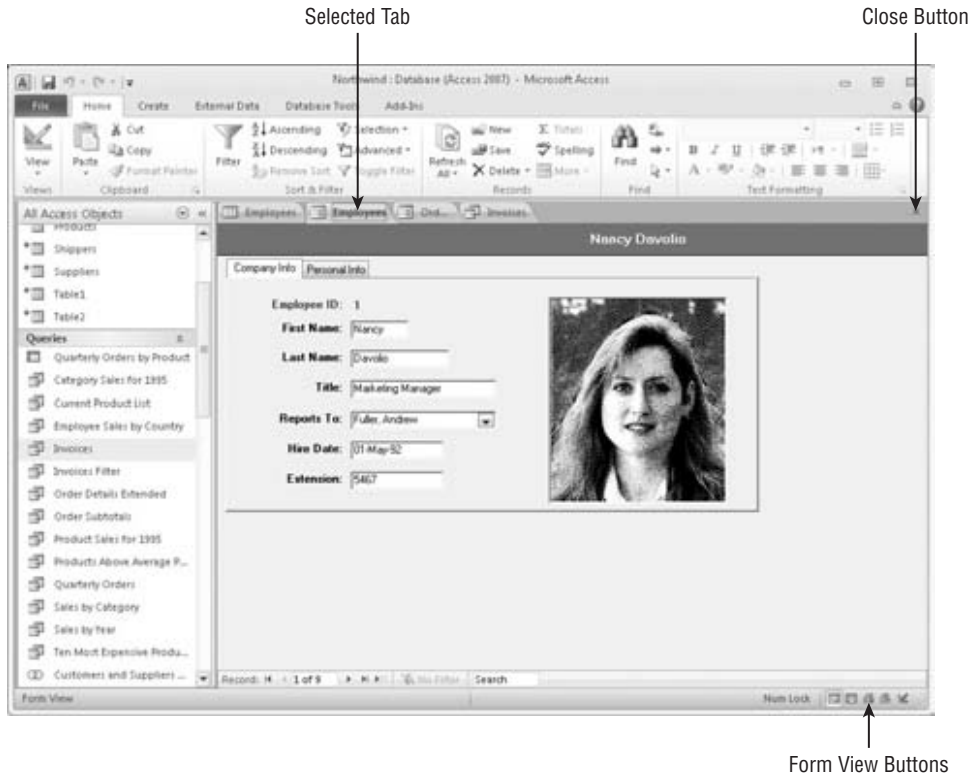 Selected Tab
Close Button
Northwind : Database (Access 2007) - Microsoft Access
File Home Create External Data Database Tools Add-Ins
View
Paste
Cut
Copy
Format Painter
Filter
Ascending
Descending
Remove Sort
Selection
Advanced
Toggle Filter
Refresh All
New
Save
Delete
Totals
Spelling
More
Find
B I U
A
Views Clipboard Sort & Filter Records Find Text Formatting
All Access Objects
Employees Employees Ord... Invoices
Products
Shippers
Suppliers
Table1
Table2
Queries
Quarterly Orders by Product
Category Sales for 1995
Current Product List
Employee Sales by Country
Invoices
Invoices Filter
Order Details Extended
Order Subtotals
Product Sales for 1995
Products Above Average P...
Quarterly Orders
Sales by Category
Sales by Year
Ten Most Expensive Produ...
Customers and Suppliers ...
Nancy Davolio
Company Info Personal Info
Employee ID: 1
First Name: Nancy
Last Name: Davolio
Title: Marketing Manager
Reports To: Fuller, Andrew
Hire Date: 01-May-92
Extension: 5467
Record: 1 of 9 No Filter Search
Form View
Num Lock
Form View Buttons